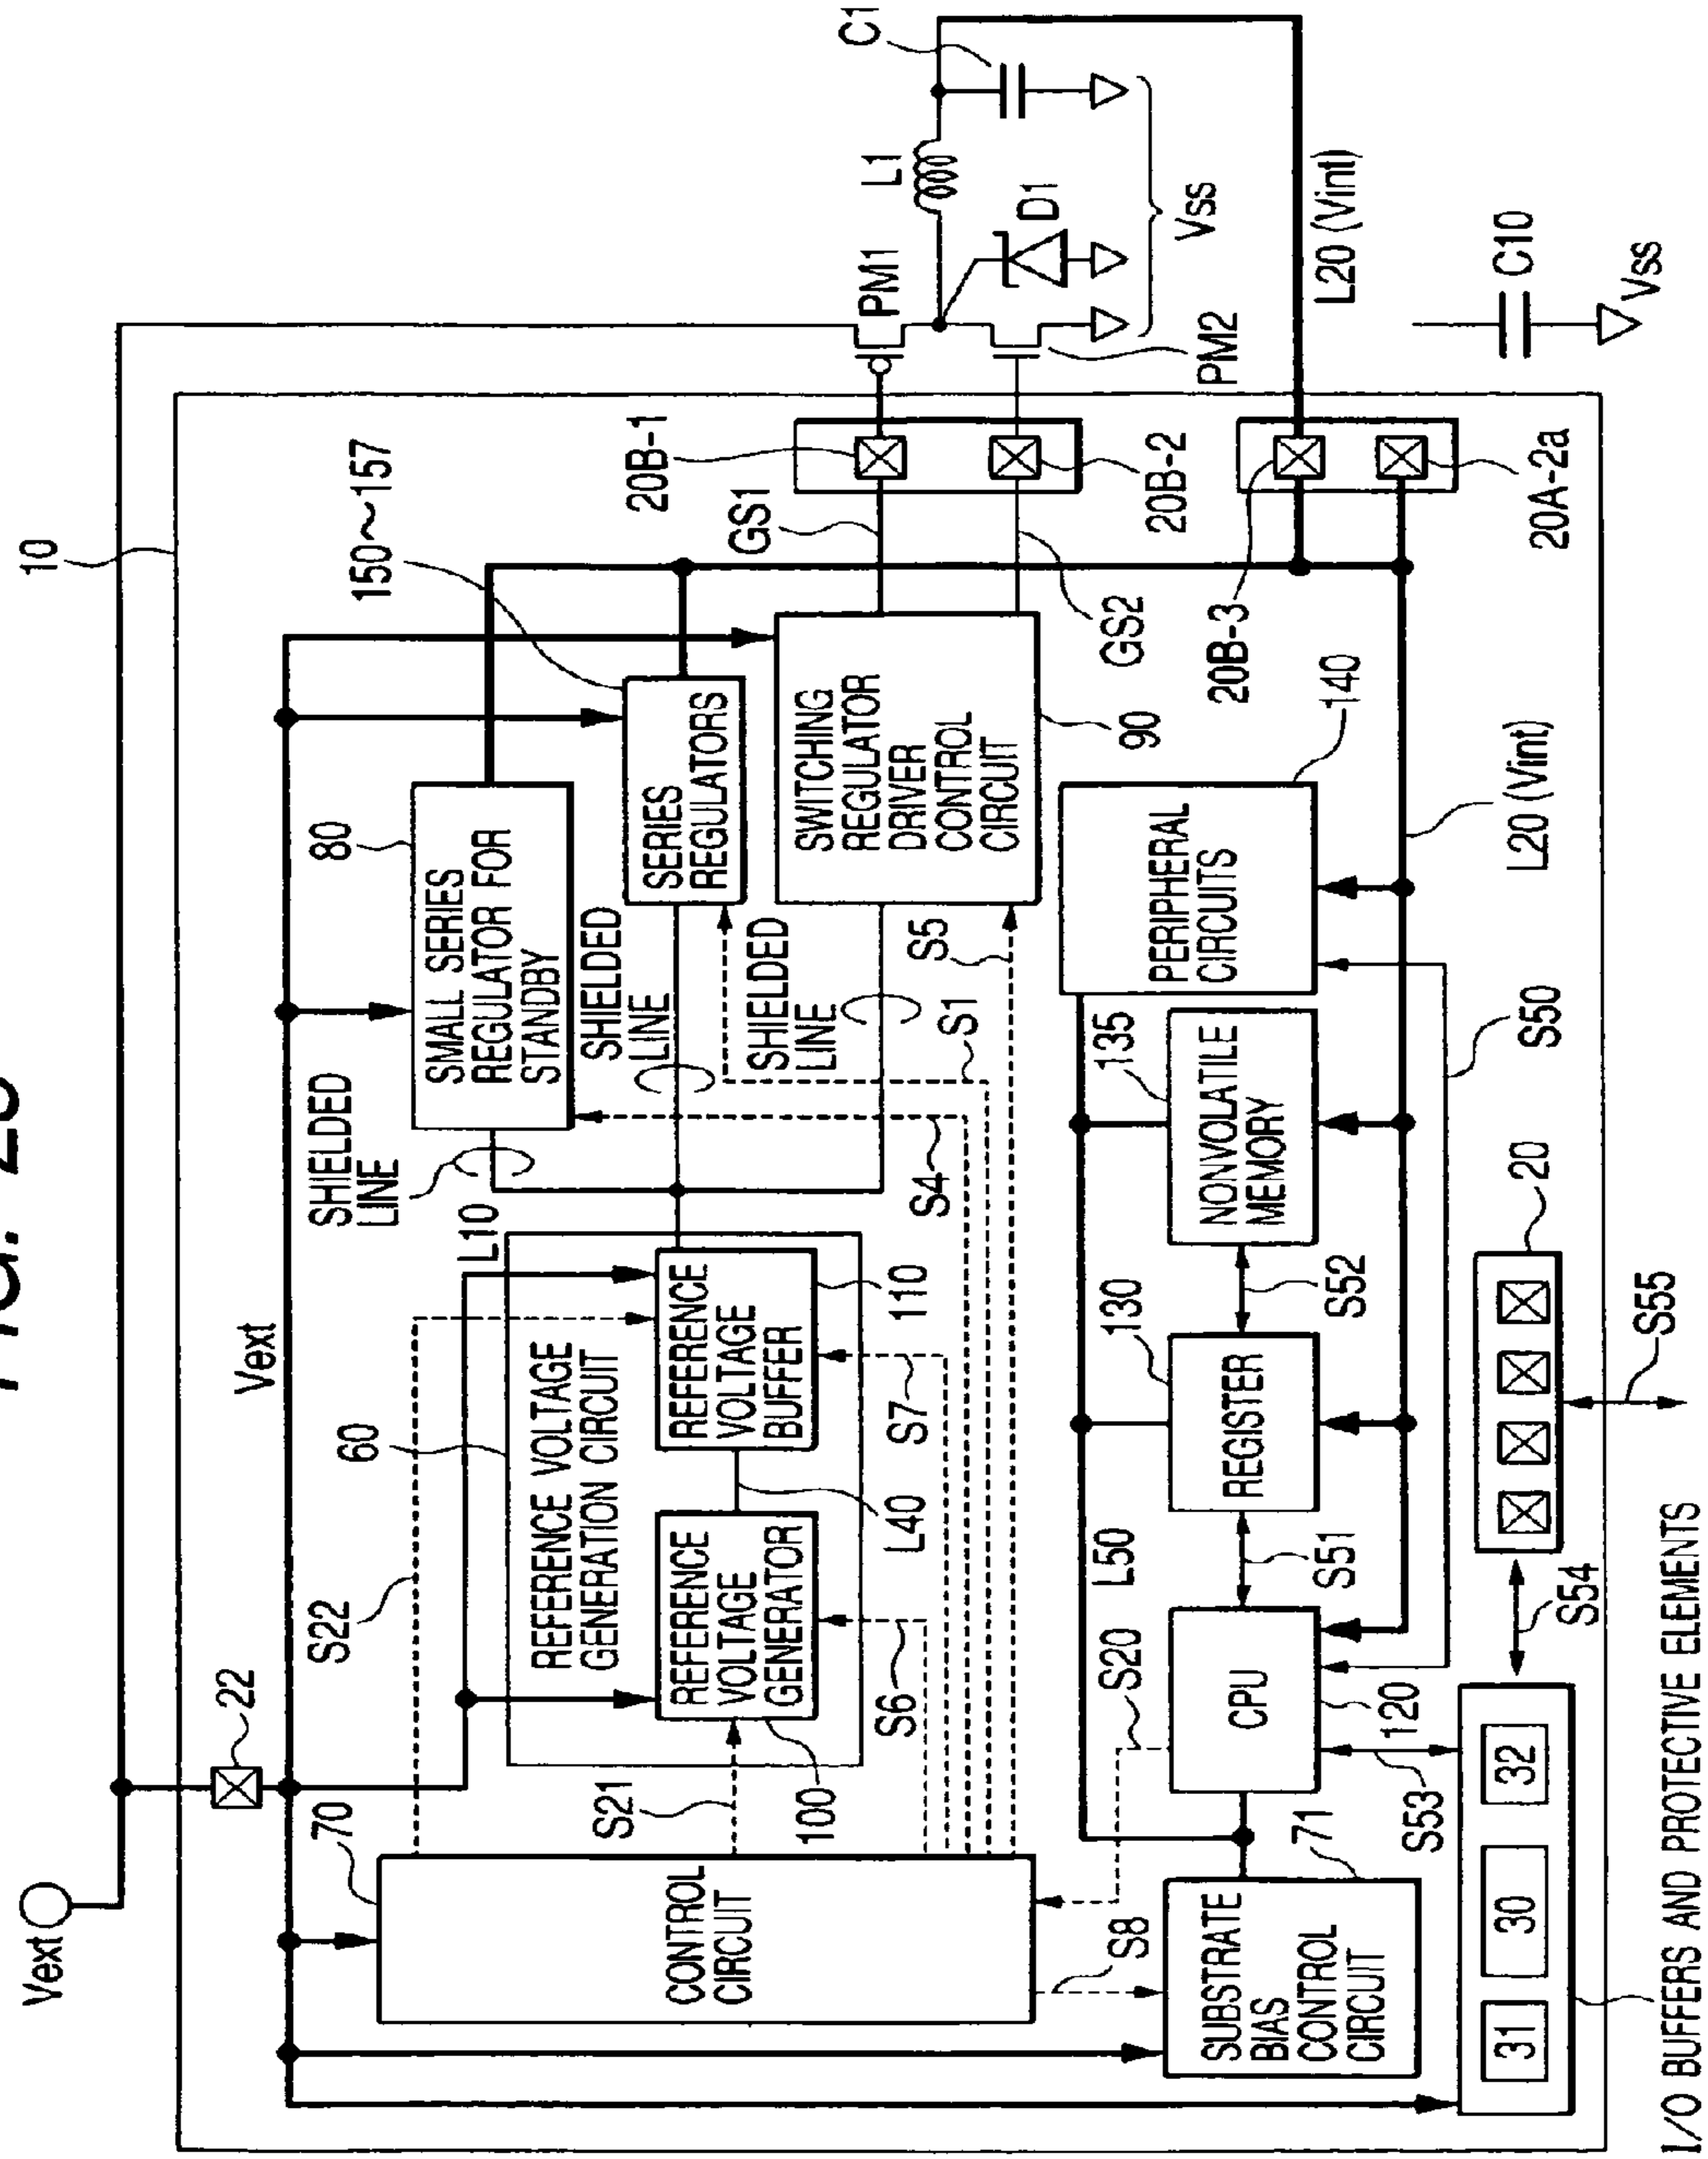 Vext
10
22
Vext
70
CONTROL
CIRCUIT
S22
S21
60
REFERENCE VOLTAGE
GENERATION CIRCUIT
REFERENCE
VOLTAGE
GENERATOR
100
L40
REFERENCE
VOLTAGE
BUFFER
110
L10
S6
S7
S4
S1
S5
SHIELDED
LINE
SHIELDED
LINE
SHIELDED
LINE
80
SMALL SERIES
REGULATOR FOR
STANDBY
150~157
SERIES
REGULATORS
SWITCHING
REGULATOR
DRIVER
CONTROL
CIRCUIT
90
GS1
GS2
20B-1
20B-2
20B-3
20A-2a
PM1
PM2
L1
D1
C1
Vss
L20 (Vint)
C10
Vss
S8
S20
SUBSTRATE
BIAS
CONTROL
CIRCUIT
71
L50
CPU
120
S51
REGISTER
130
S52
NONVOLATILE
MEMORY
135
PERIPHERAL
CIRCUITS
140
L20 (Vint)
S50
S53
31
30
32
S54
20
S55
I/O BUFFERS AND PROTECTIVE ELEMENTS